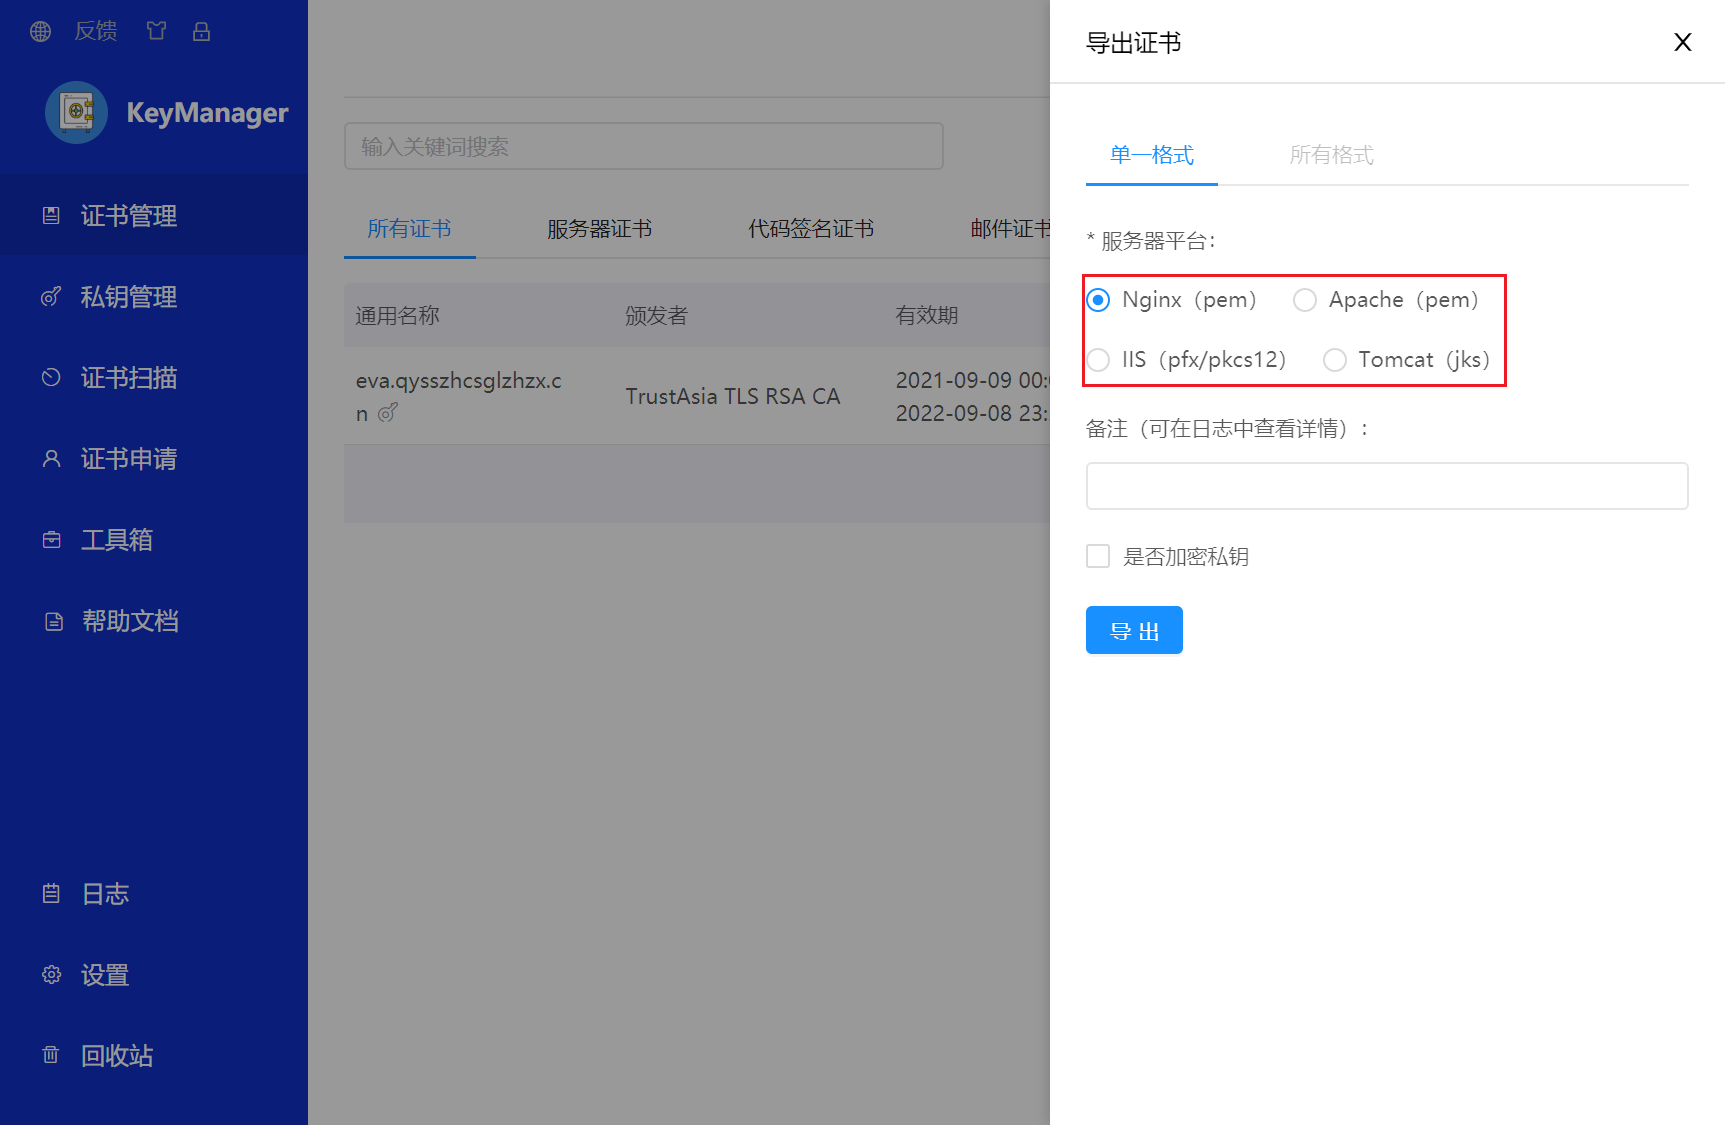 反馈
KeyManager
证书管理
私钥管理
证书扫描
证书申请
工具箱
帮助文档
日志
设置
回收站
输入关键词搜索
所有证书 服务器证书 代码签名证书 邮件证书
通用名称 颁发者 有效期
eva.qysszhcsglzhzx.c
n
TrustAsia TLS RSA CA
2021-09-09 00:
2022-09-08 23:
导出证书 X
单一格式 所有格式
* 服务器平台:
Nginx（pem） Apache（pem）
IIS（pfx/pkcs12） Tomcat（jks）
备注（可在日志中查看详情）:
是否加密私钥
导 出